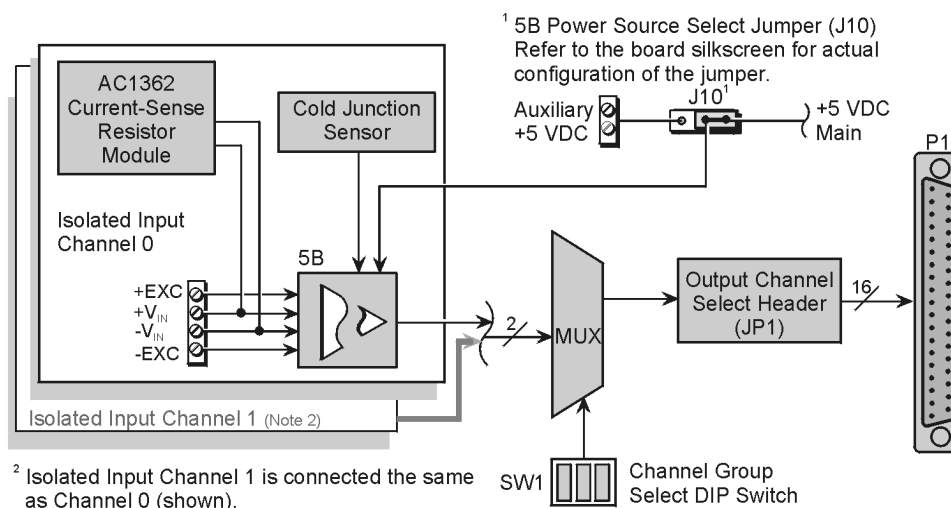 ¹ 5B Power Source Select Jumper (J10)
Refer to the board silkscreen for actual
configuration of the jumper.
AC1362
Current-Sense
Resistor
Module
Cold Junction
Sensor
Auxiliary
+5 VDC
J10¹
+5 VDC
Main
P1
Isolated Input
Channel 0
5B
+EXC
+VIN
-VIN
-EXC
2
MUX
Output Channel
Select Header
(JP1)
16
Isolated Input Channel 1 (Note 2)
² Isolated Input Channel 1 is connected the same
as Channel 0 (shown).
SW1
Channel Group
Select DIP Switch